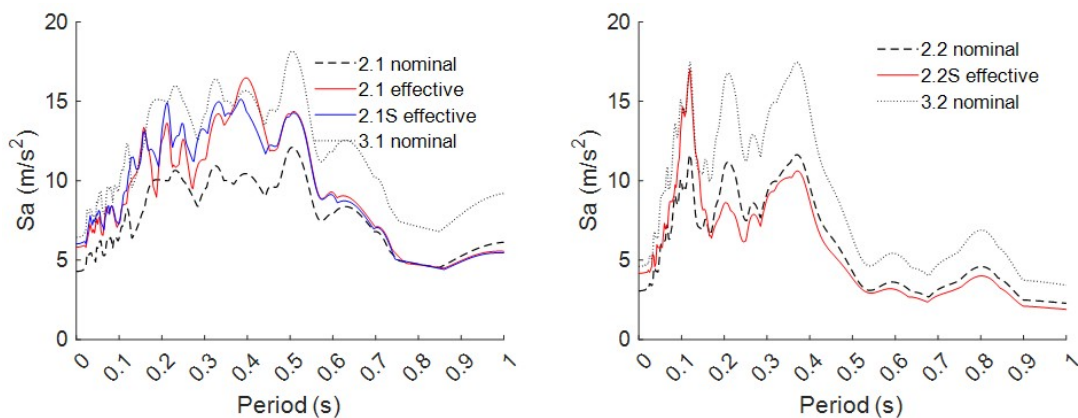 20
15
10
5
0
Sa (m/s²)
2.1 nominal
2.1 effective
2.1S effective
3.1 nominal
0 0.1 0.2 0.3 0.4 0.5 0.6 0.7 0.8 0.9 1
Period (s)
20
15
10
5
0
Sa (m/s²)
2.2 nominal
2.2S effective
3.2 nominal
0 0.1 0.2 0.3 0.4 0.5 0.6 0.7 0.8 0.9 1
Period (s)